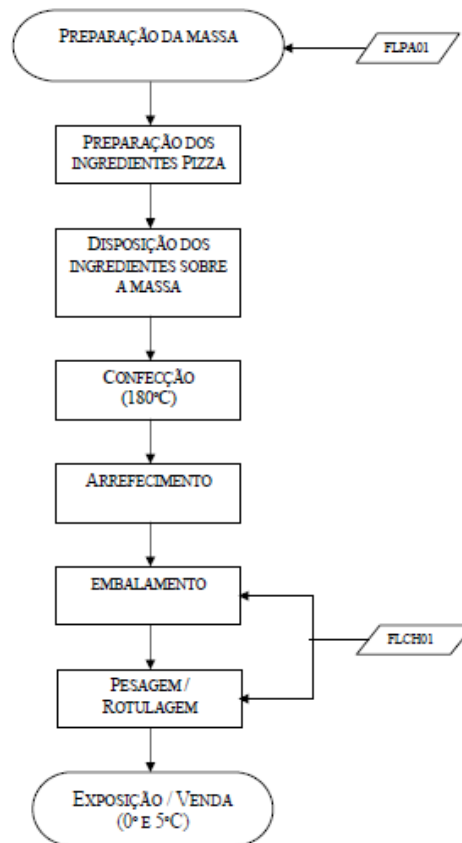 PREPARAÇÃO DA MASSA
FLPA01
PREPARAÇÃO DOS
INGREDIENTES PIZZA
DISPOSIÇÃO DOS
INGREDIENTES SOBRE
A MASSA
CONFECÇÃO
(180ºC)
ARREFECIMENTO
EMBALAMENTO
FLCH01
PESAGEM /
ROTULAGEM
EXPOSIÇÃO / VENDA
(0º E 5ºC)